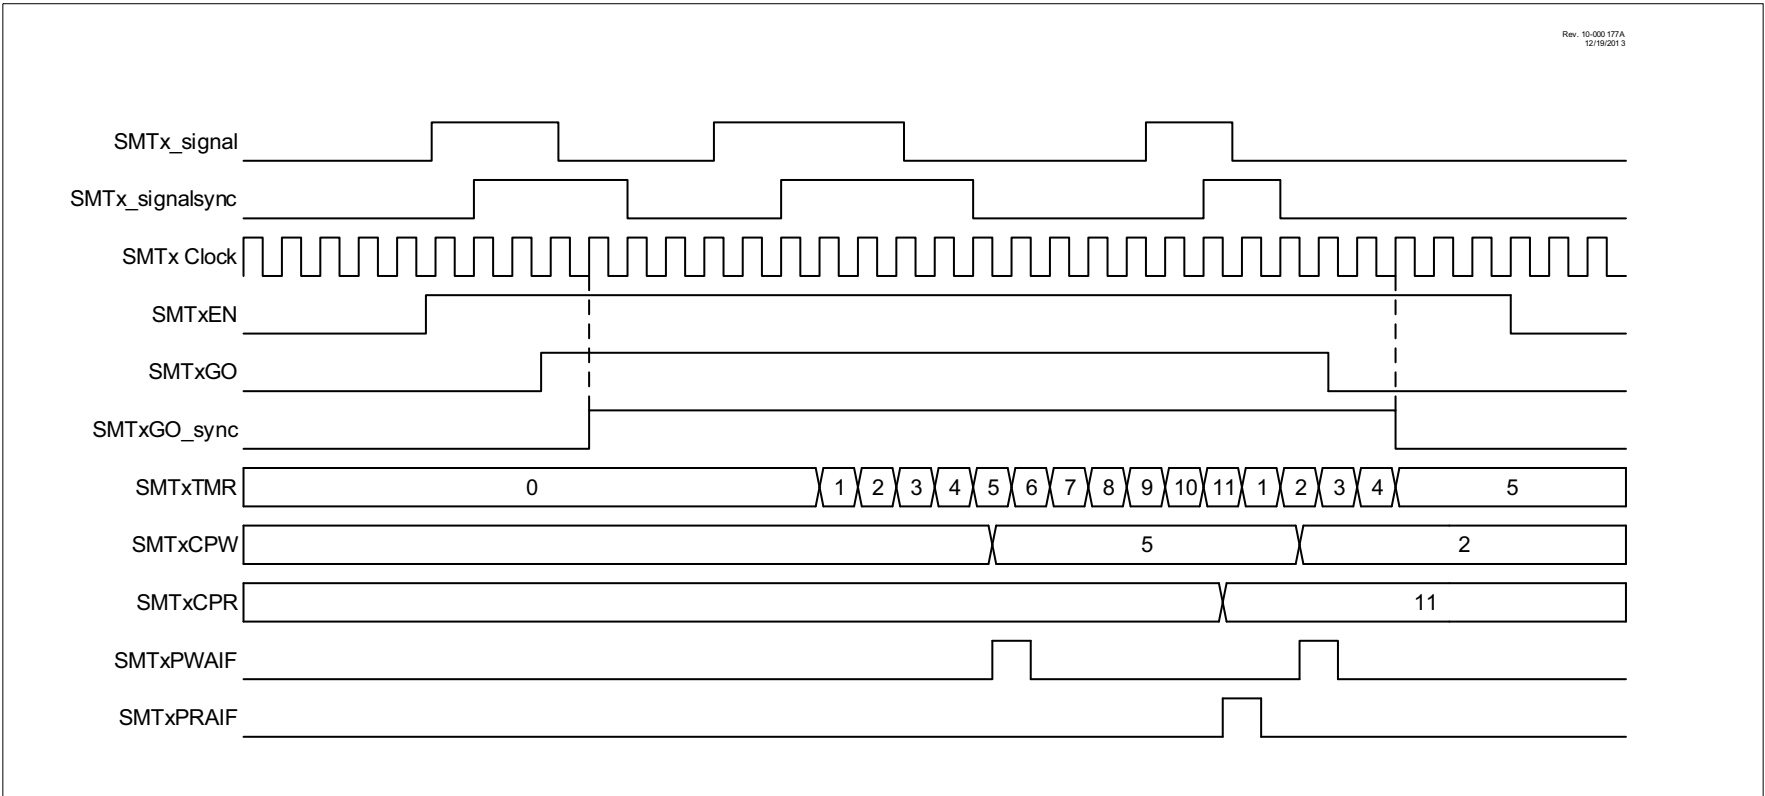 Rev. 10-000 177A
12/19/201 3
SMTx_signal
SMTx_signalsync
SMTx Clock
SMTxEN
SMTxGO
SMTxGO_sync
SMTxTMR 0 1 2 3 4 5 6 7 8 9 10 11 1 2 3 4 5
SMTxCPW 5 2
SMTxCPR 11
SMTxPWAIF
SMTxPRAIF